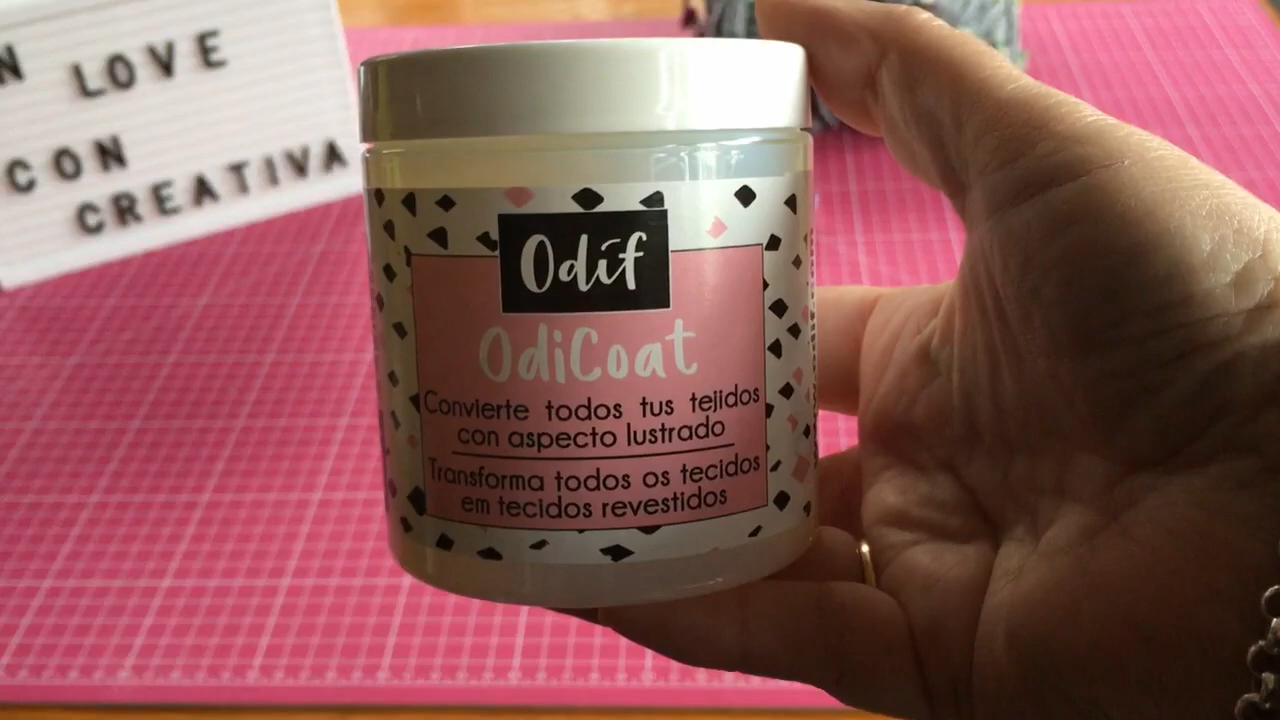 N LOVE
CON
CREATIVA
Odif
OdiCoat
Convierte todos tus tejidos
con aspecto lustrado
Transforma todos os tecidos
em tecidos revestidos